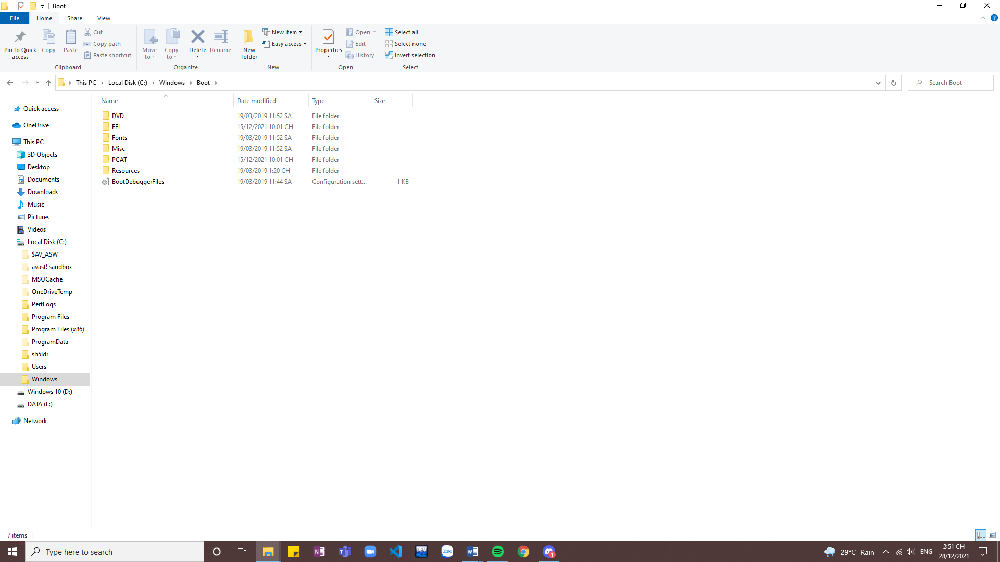 Boot
File Home Share View
Pin to Quick access
Copy
Paste
Cut
Copy path
Paste shortcut
Clipboard
Move to
Copy to
Delete
Rename
Organize
New folder
New item
Easy access
New
Properties
Open
Edit
History
Open
Select all
Select none
Invert selection
Select
This PC > Local Disk (C:) > Windows > Boot >
Search Boot
Name Date modified Type Size
DVD 19/03/2019 11:52 SA File folder
EFI 15/12/2021 10:01 CH File folder
Fonts 19/03/2019 11:52 SA File folder
Misc 19/03/2019 11:52 SA File folder
PCAT 15/12/2021 10:01 CH File folder
Resources 19/03/2019 1:20 CH File folder
BootDebuggerFiles 19/03/2019 11:44 SA Configuration sett... 1 KB
Quick access
OneDrive
This PC
3D Objects
Desktop
Documents
Downloads
Music
Pictures
Videos
Local Disk (C:)
$AV_ASW
avast! sandbox
MSOCache
OneDriveTemp
PerfLogs
Program Files
Program Files (x86)
ProgramData
sh5ldr
Users
Windows
Windows 10 (D:)
DATA (E:)
Network
7 items
Type here to search
N
T
DEV
C++
Zalo
W
1
29°C Rain
ENG
2:51 CH
28/12/2021